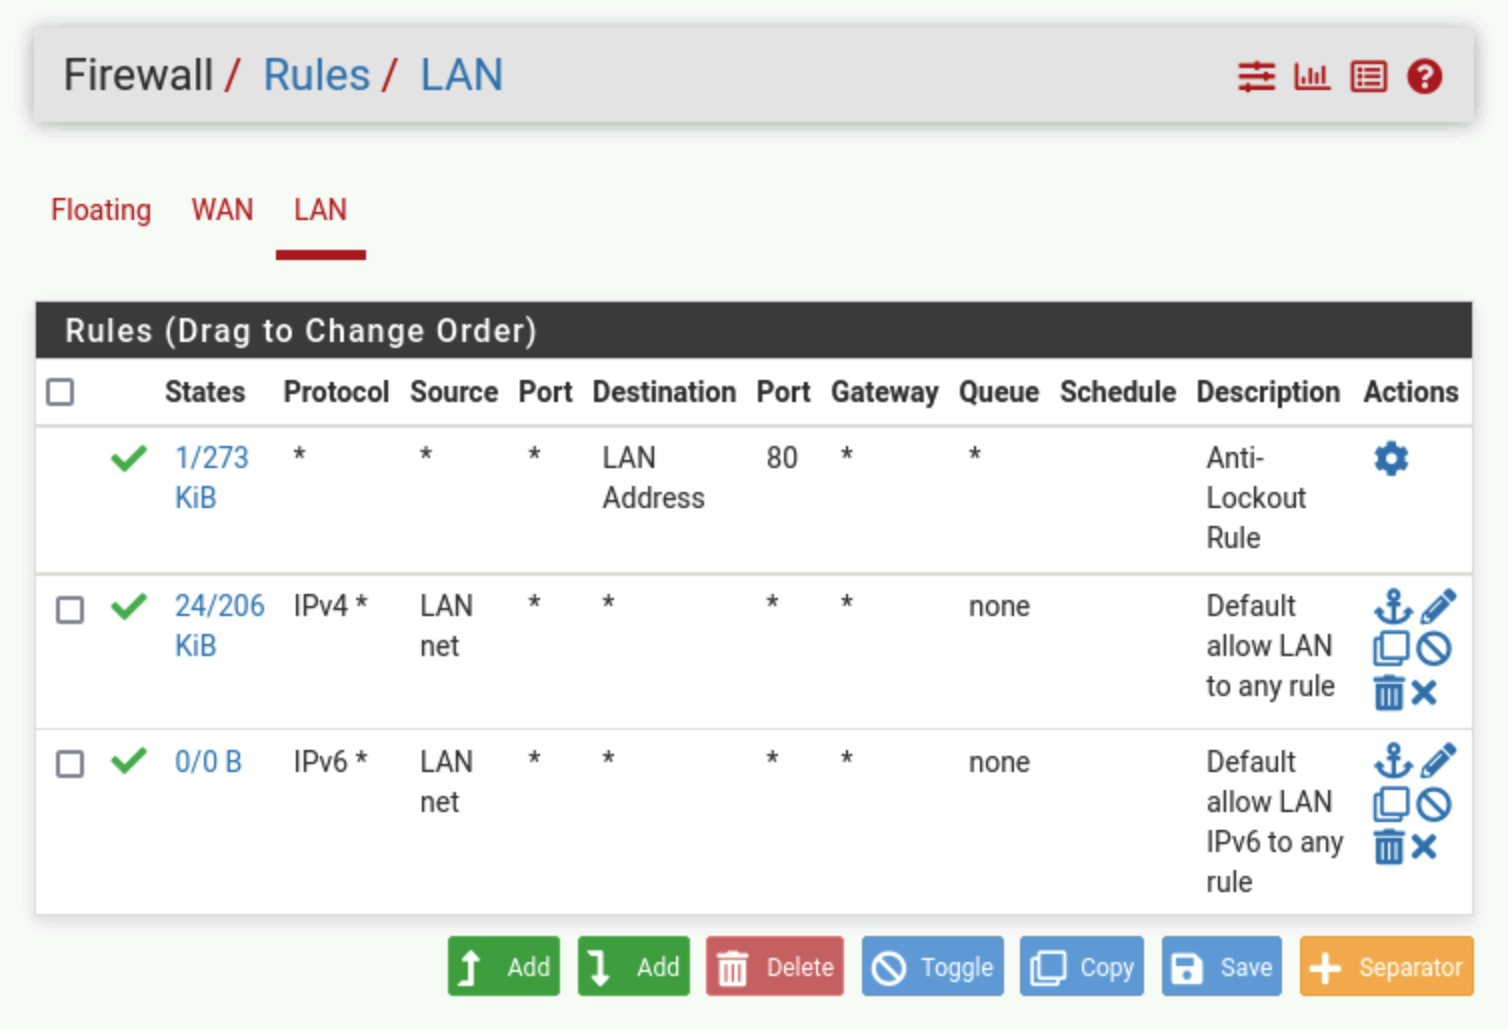 Firewall / Rules / LAN
Floating WAN LAN
Rules (Drag to Change Order)
States Protocol Source Port Destination Port Gateway Queue Schedule Description Actions
1/273 KiB * * * LAN Address 80 * * Anti-Lockout Rule
24/206 KiB IPv4 * LAN net * * * * none Default allow LAN to any rule
0/0 B IPv6 * LAN net * * * * none Default allow LAN IPv6 to any rule
Add Add Delete Toggle Copy Save Separator